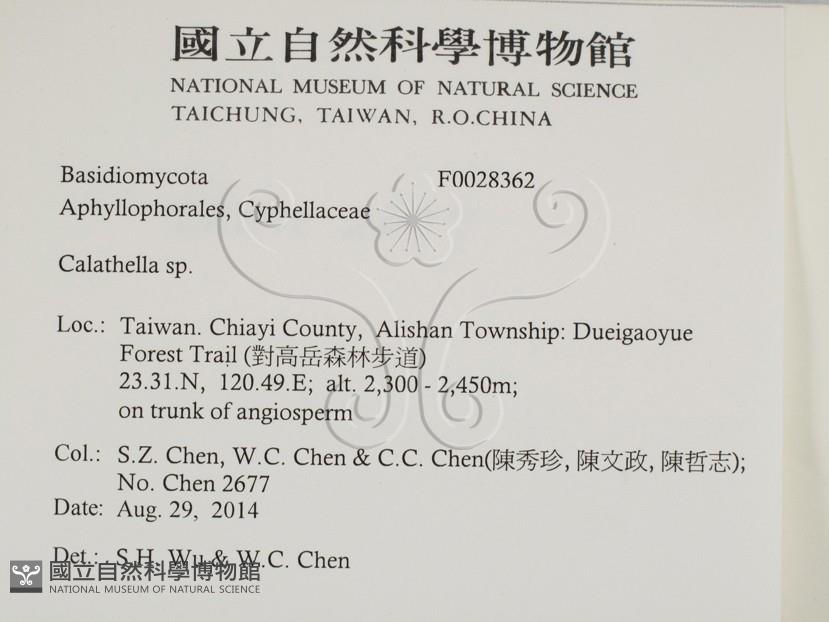 國立自然科學博物館
NATIONAL MUSEUM OF NATURAL SCIENCE
TAICHUNG, TAIWAN, R.O.CHINA
Basidiomycota F0028362
Aphyllophorales, Cyphellaceae
Calathella sp.
Loc.: Taiwan. Chiayi County, Alishan Township: Dueigaoyue
Forest Trail (對高岳森林步道)
23.31.N, 120.49.E; alt. 2,300 - 2,450m;
on trunk of angiosperm
Col.: S.Z. Chen, W.C. Chen & C.C. Chen(陳秀珍, 陳文政, 陳哲志);
No. Chen 2677
Date: Aug. 29, 2014
Det.: S.H. Wu & W.C. Chen
國立自然科學博物館
NATIONAL MUSEUM OF NATURAL SCIENCE